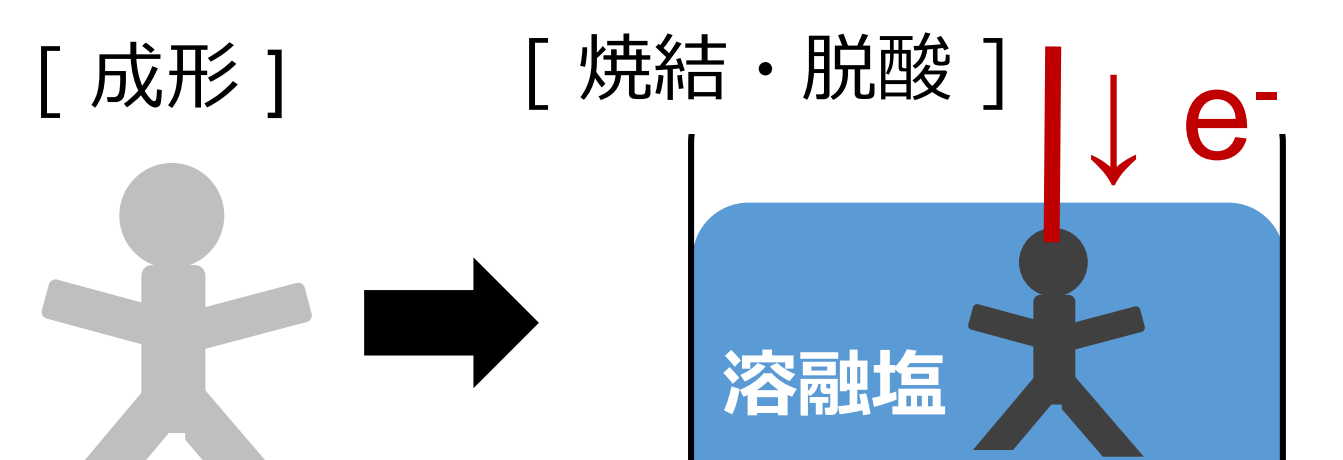 [ 成形 ]
[ 焼結・脱酸 ]
↓ e-
溶融塩